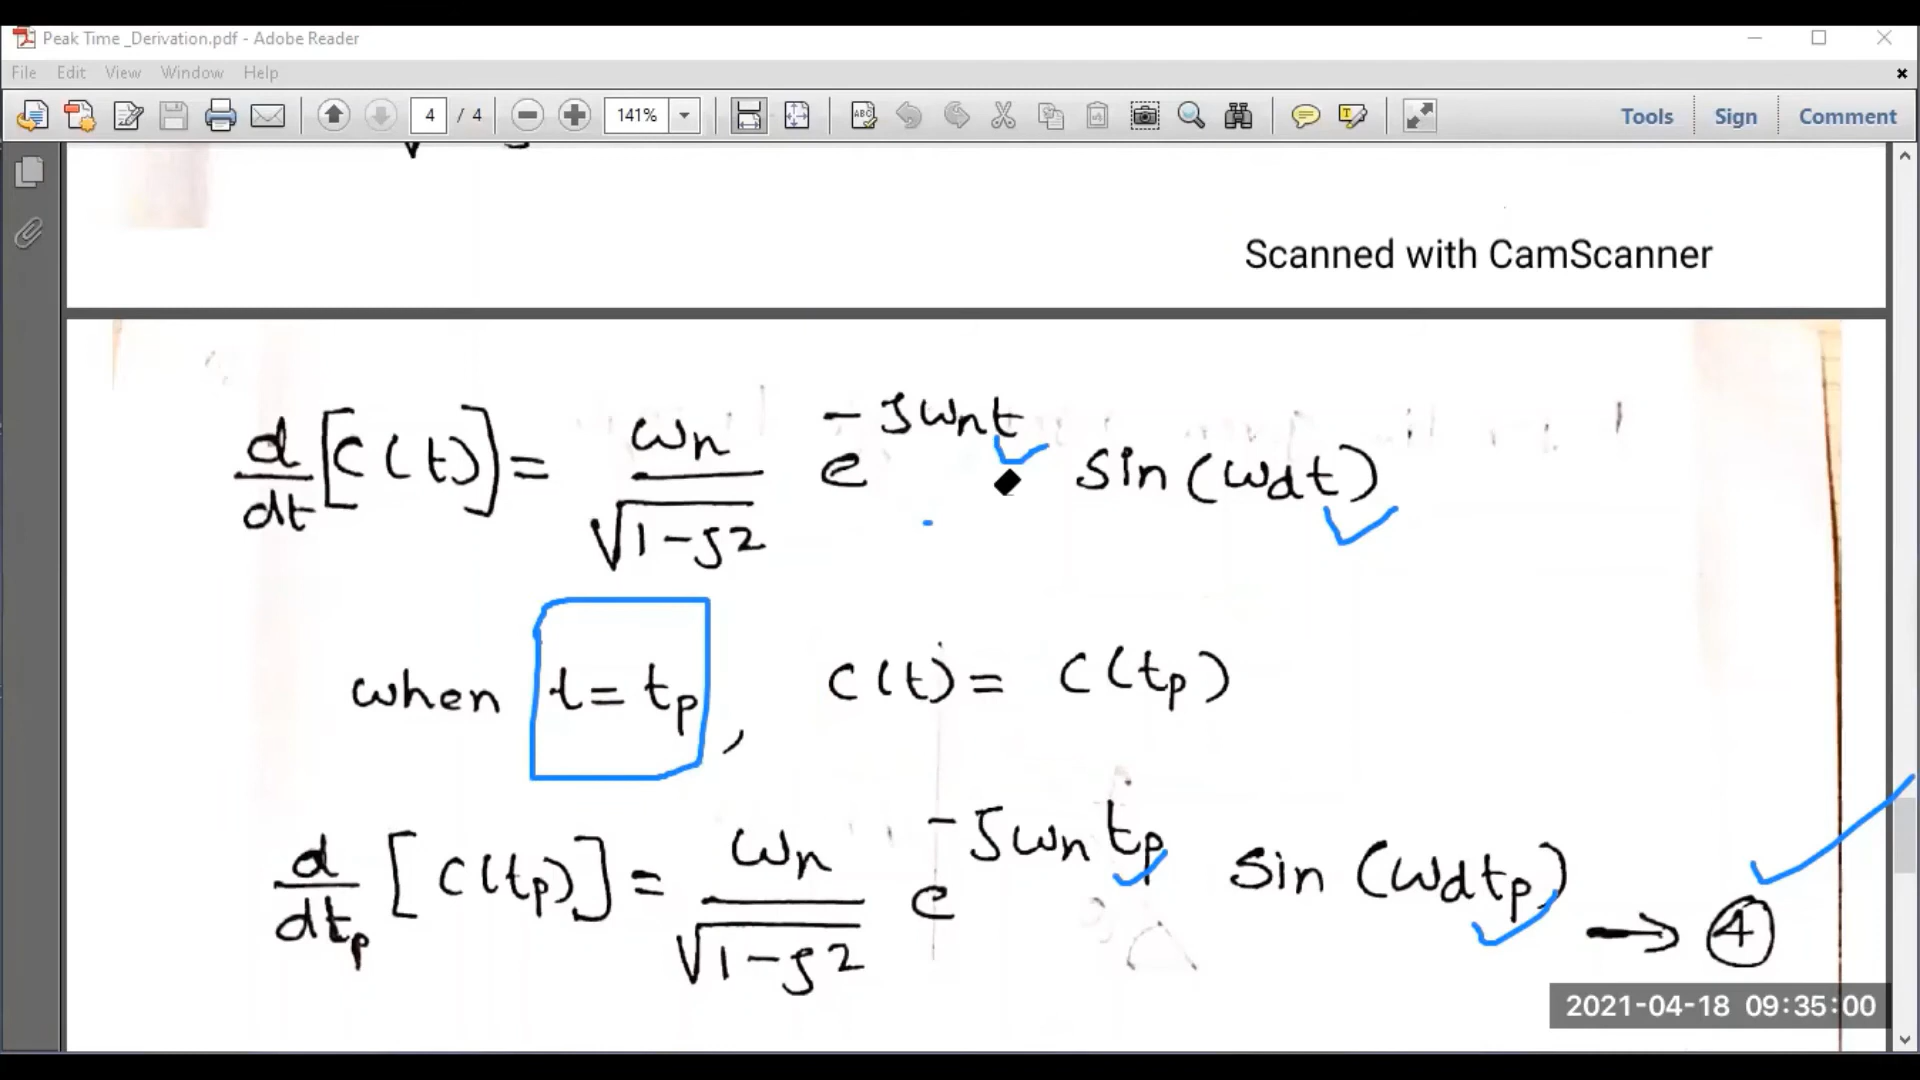 Peak Time _Derivation.pdf - Adobe Reader
File Edit View Window Help
4 / 4 141% Tools Sign Comment
Scanned with CamScanner
d/dt [C(t)] = ωn/√1-ζ2 e^-ζωnt sin(ωdt)
when t = tp, C(t) = C(tp)
d/dtp [C(tp)] = ωn/√1-ζ2 e^-ζωntp sin(ωdtp) → 4
2021-04-18 09:35:00